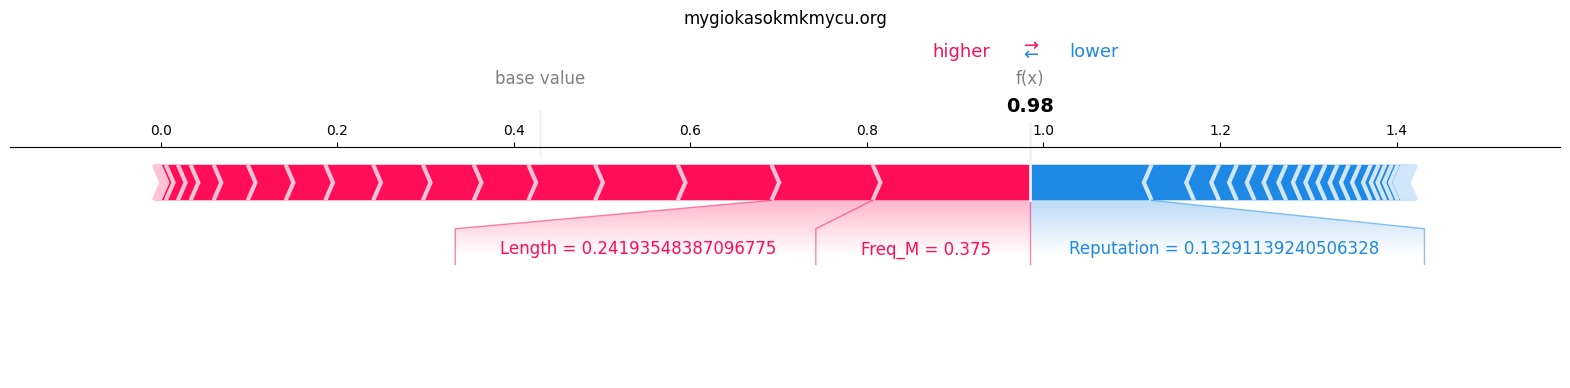 mygiokasokmkmycu.org
higher ⇄ lower
base value f(x)
0.98
0.0 0.2 0.4 0.6 0.8 1.0 1.2 1.4
Length = 0.24193548387096775 Freq_M = 0.375 Reputation = 0.13291139240506328